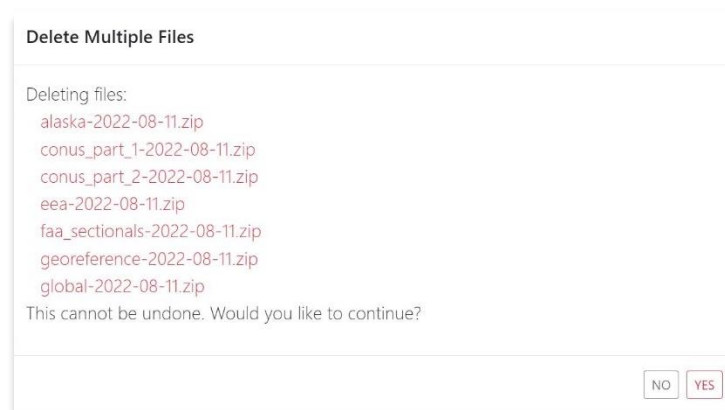 Delete Multiple Files
Deleting files:
alaska-2022-08-11.zip
conus_part_1-2022-08-11.zip
conus_part_2-2022-08-11.zip
eea-2022-08-11.zip
faa_sectionals-2022-08-11.zip
georeference-2022-08-11.zip
global-2022-08-11.zip
This cannot be undone. Would you like to continue?
NO YES